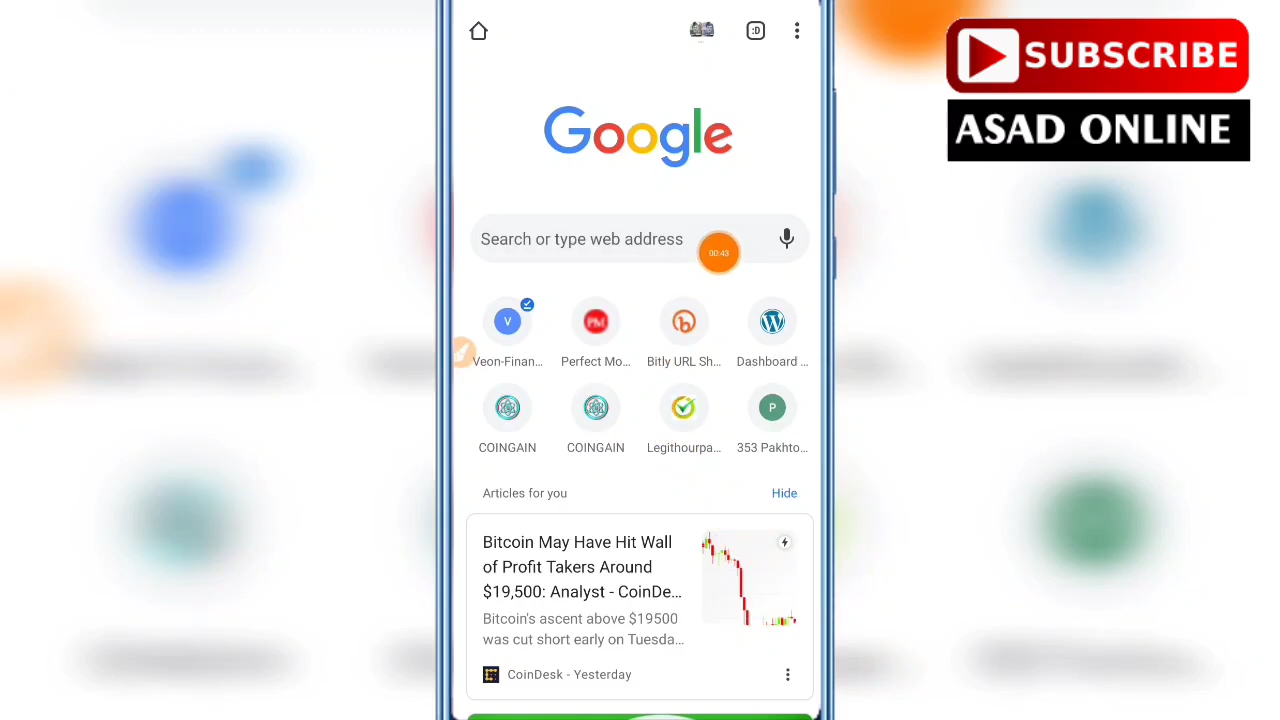 :D
SUBSCRIBE
ASAD ONLINE
Google
Search or type web address
00:43
V
PM
Veon-Finan...
Perfect Mo...
Bitly URL Sh...
Dashboard ...
P
COINGAIN
COINGAIN
Legithourpa...
353 Pakhto...
Articles for you
Hide
Bitcoin May Have Hit Wall
of Profit Takers Around
$19,500: Analyst - CoinDe...
Bitcoin's ascent above $19500
was cut short early on Tuesda...
CoinDesk - Yesterday